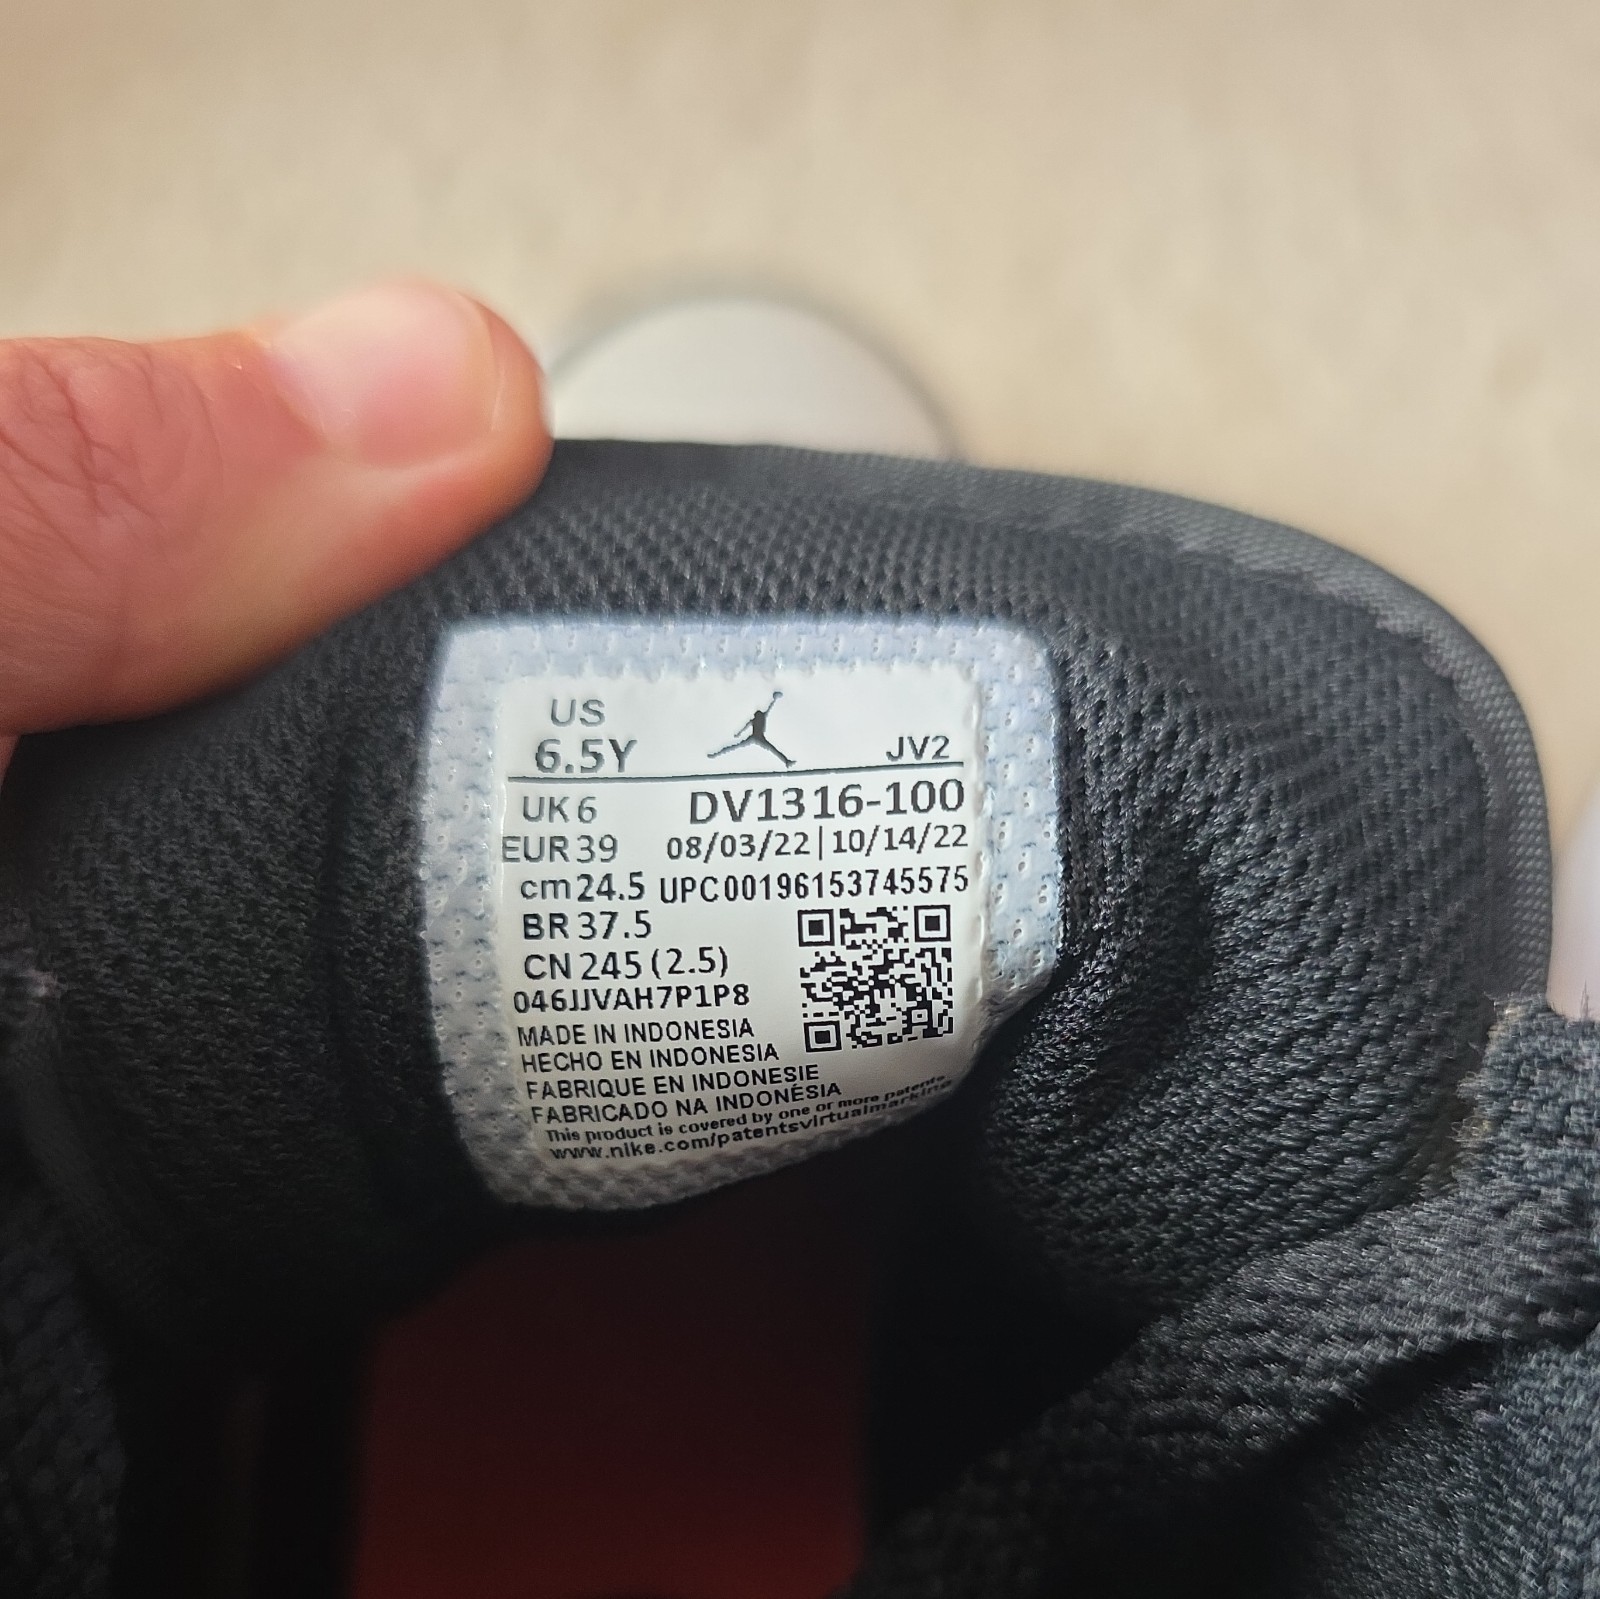 US
6.5Y JV2
UK 6 DV1316-100
EUR 39 08/03/22|10/14/22
cm 24.5 UPC00196153745575
BR 37.5
CN 245 (2.5)
046JJVAH7P1P8
MADE IN INDONESIA
HECHO EN INDONESIA
FABRIQUE EN INDONESIE
FABRICADO NA INDONÉSIA
This product is covered by one or more patents
www.nike.com/patentsvirtualmarking